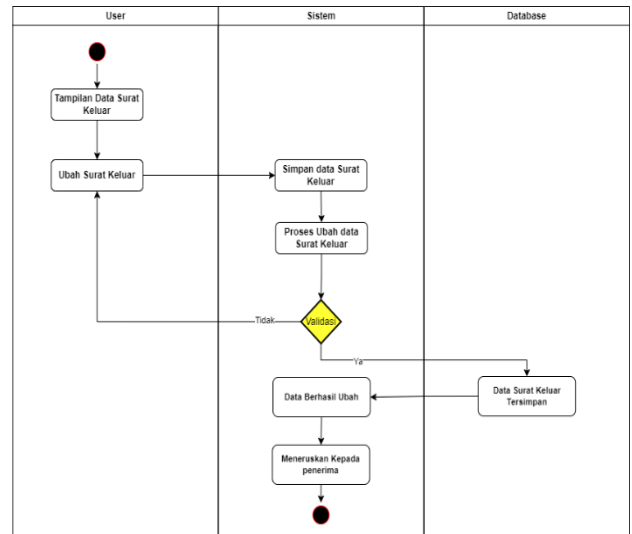 User
Sistem
Database
Tampilan Data Surat
Keluar
Ubah Surat Keluar
Simpan data Surat
Keluar
Proses Ubah data
Surat Keluar
Tidak
Validasi
Ya
Data Surat Keluar
Tersimpan
Data Berhasil Ubah
Meneruskan Kepada
penerima